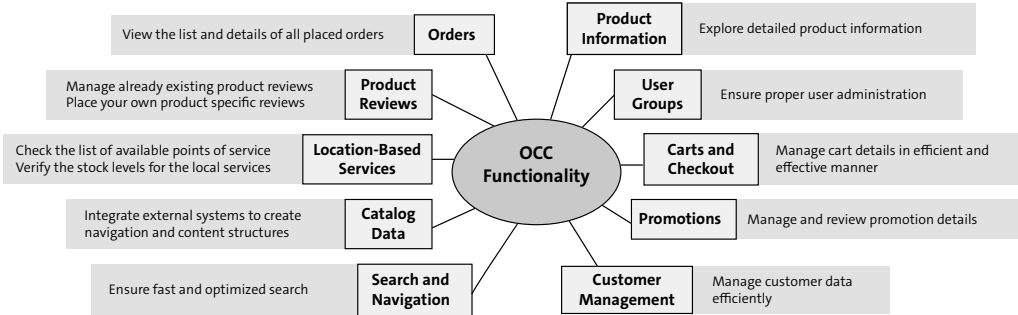 View the list and details of all placed orders
Orders
Product
Information
Explore detailed product information
Manage already existing product reviews
Place your own product specific reviews
Product
Reviews
User
Groups
Ensure proper user administration
Check the list of available points of service
Verify the stock levels for the local services
Location-Based
Services
OCC
Functionality
Carts and
Checkout
Manage cart details in efficient and
effective manner
Integrate external systems to create
navigation and content structures
Catalog
Data
Promotions
Manage and review promotion details
Ensure fast and optimized search
Search and
Navigation
Customer
Management
Manage customer data
efficiently